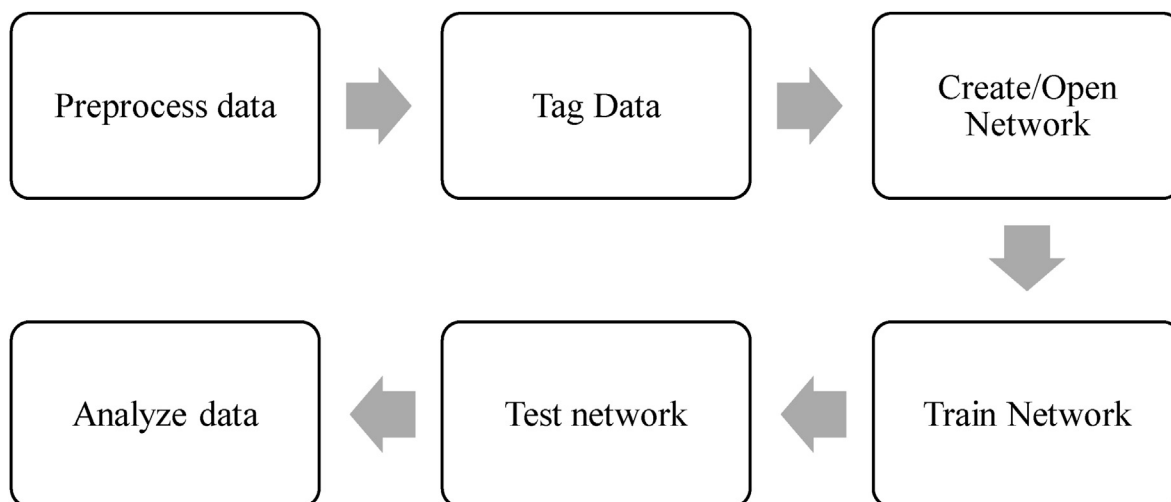 Preprocess data
Tag Data
Create/Open
Network
Train Network
Test network
Analyze data